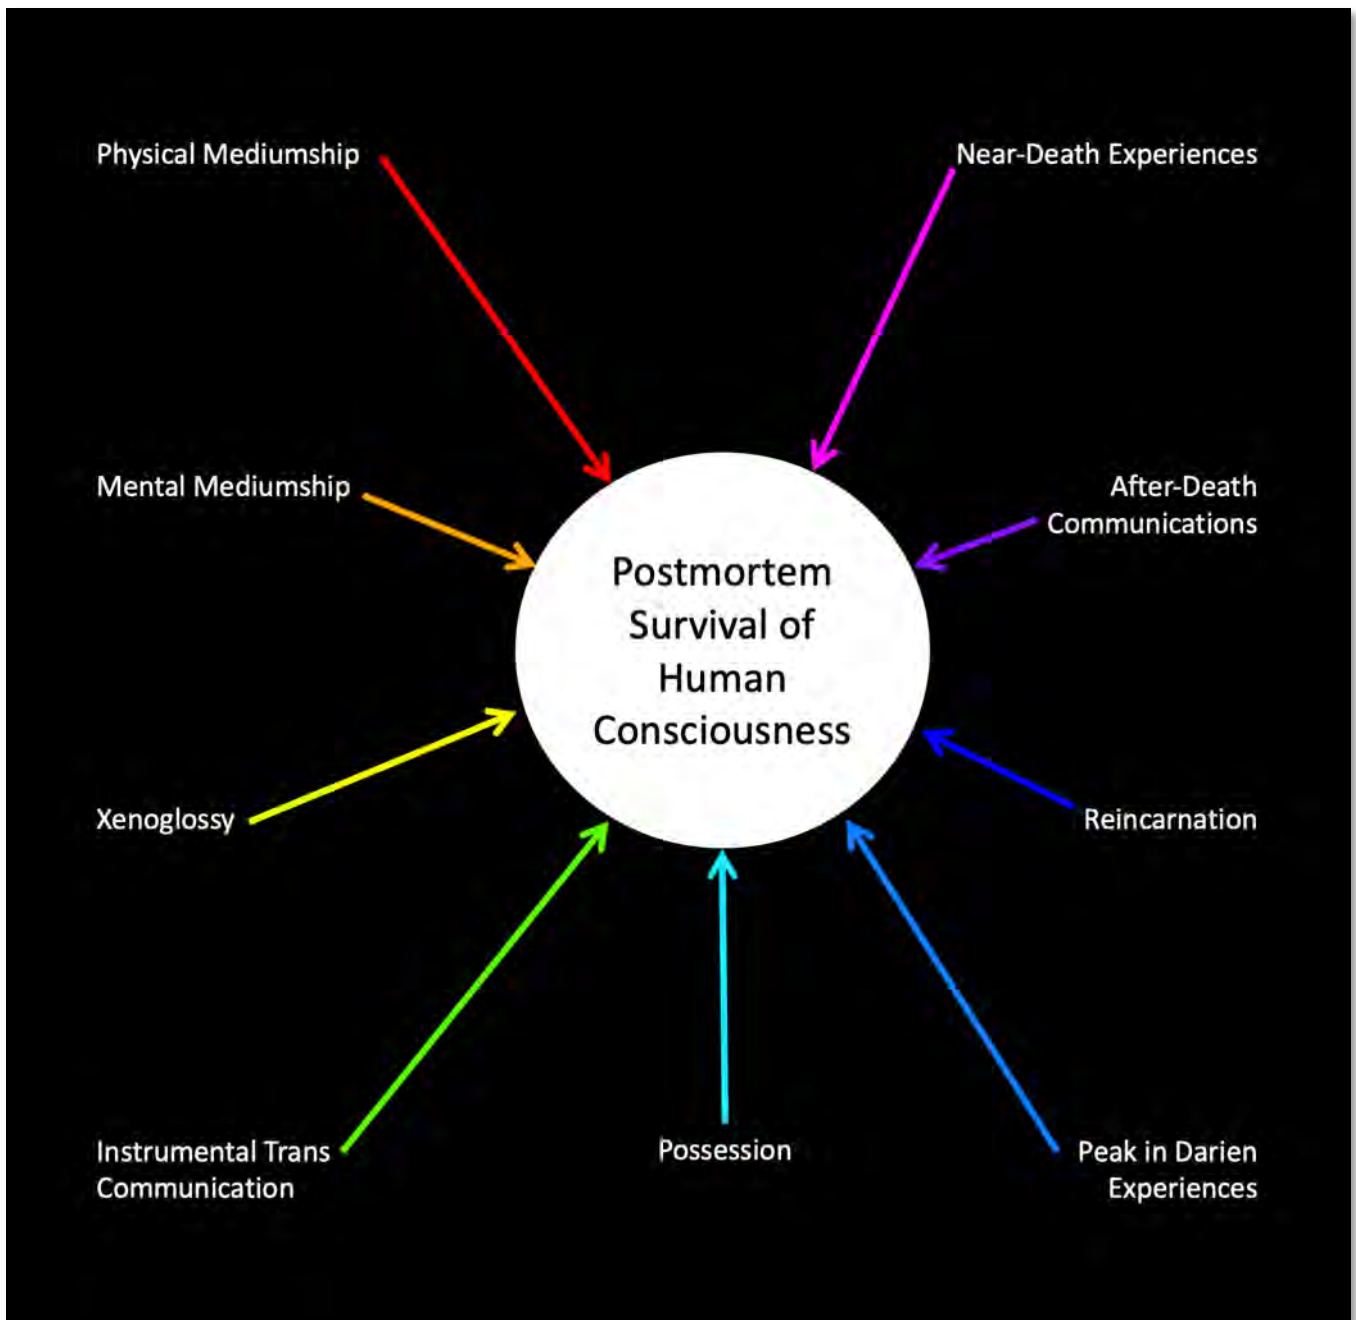 Physical Mediumship
Near-Death Experiences
Mental Mediumship
After-Death
Communications
Postmortem
Survival of
Human
Consciousness
Xenoglossy
Reincarnation
Instrumental Trans
Communication
Possession
Peak in Darien
Experiences